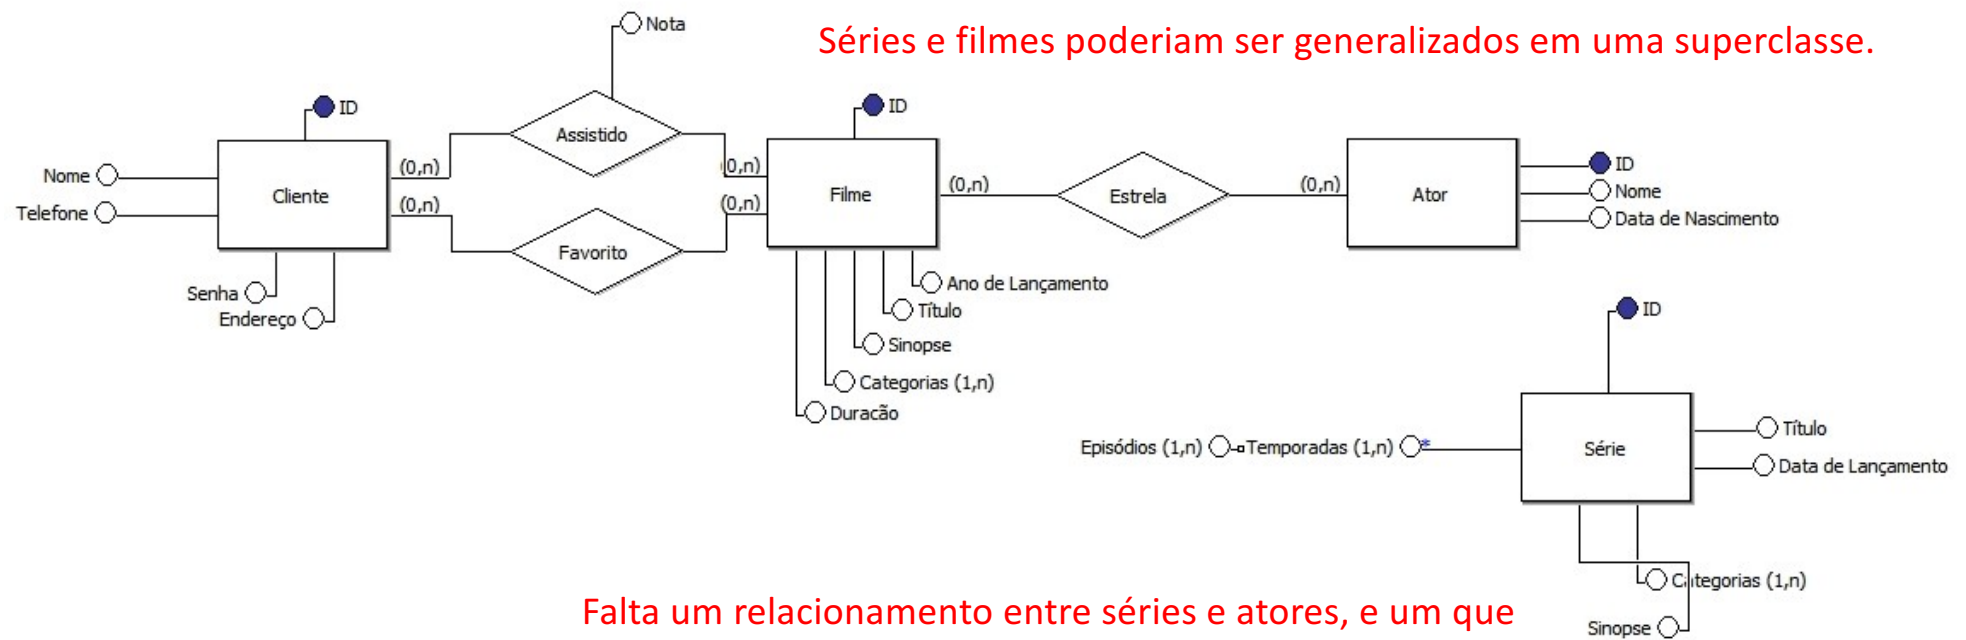 Nota
Séries e filmes poderiam ser generalizados em uma superclasse.
ID
ID
Assistido
(0,n)
(0,n)
Nome
Telefone
Cliente
(0,n)
(0,n)
Favorito
Filme
(0,n)
Estrela
(0,n)
Ator
ID
Nome
Data de Nascimento
Senha
Endereço
Ano de Lançamento
Título
Sinopse
Categorias (1,n)
Duracão
ID
Episódios (1,n)
Temporadas (1,n)
*
Série
Título
Data de Lançamento
Categorias (1,n)
Sinopse
Falta um relacionamento entre séries e atores, e um que